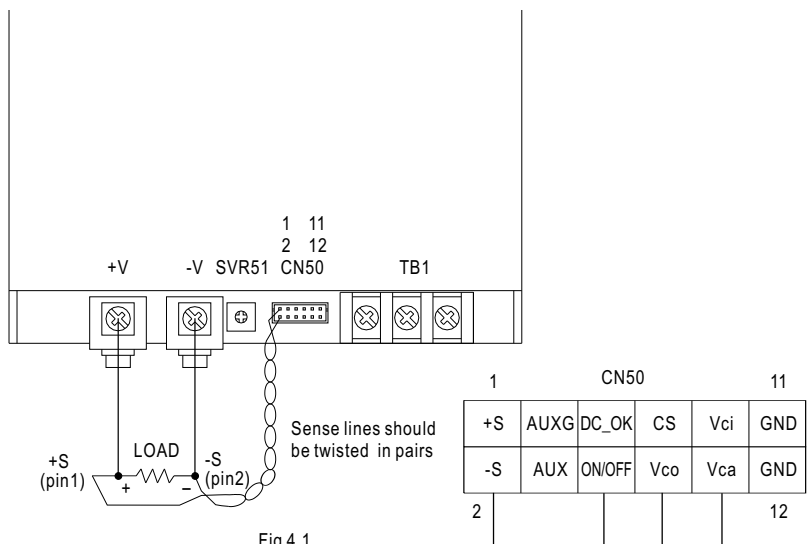 1 11
2 12
+V -V SVR51 CN50 TB1
Sense lines should
be twisted in pairs
+S
(pin1)
LOAD
-S
(pin2)
+ −
1 CN50 11
+S AUXG DC_OK CS Vci GND
-S AUX ON/OFF Vco Vca GND
2 12
Fig 4.1